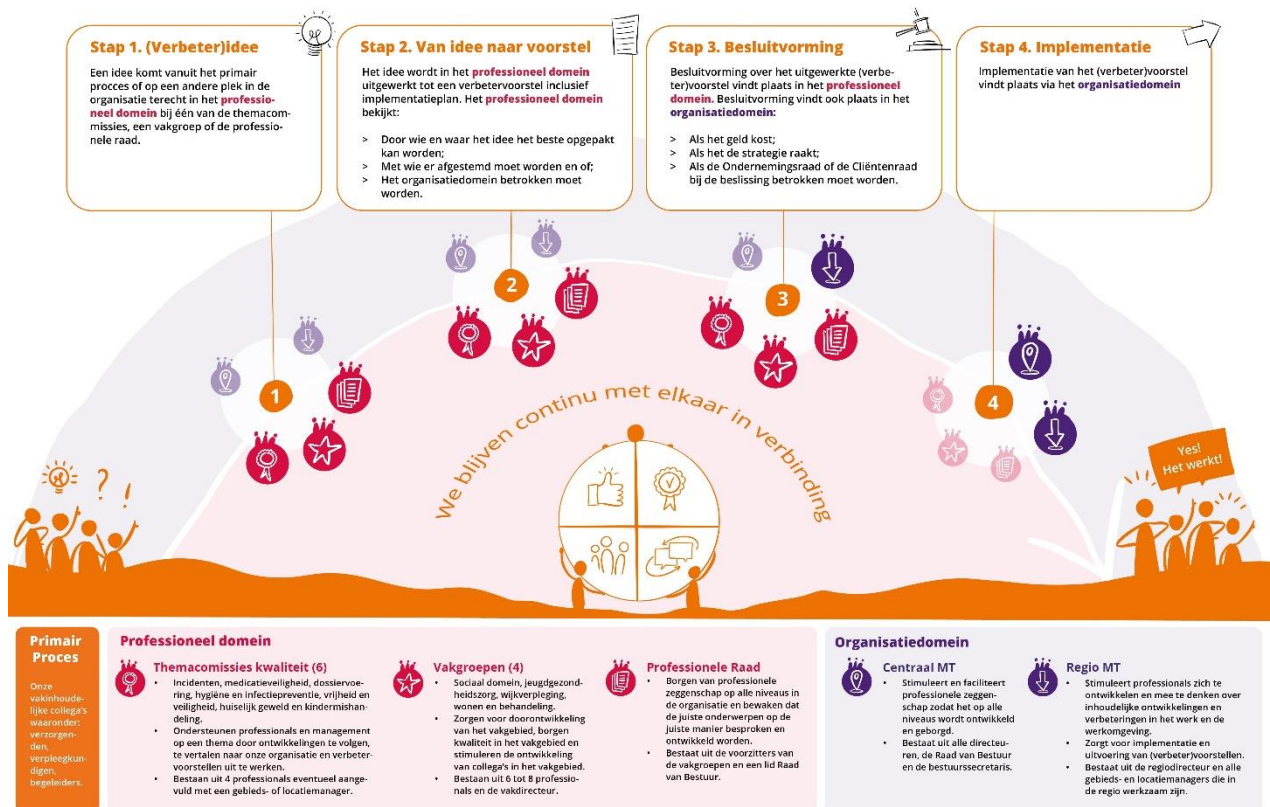 Stap 1. (Verbeter)idee
Een idee komt vanuit het primair
procces of op een andere plek in de
organisatie terecht in het professio-
neel domein bij één van de themacom-
missies, een vakgroep of de professio-
nele raad.
Stap 2. Van idee naar voorstel
Het idee wordt in het professioneel domein
uitgewerkt tot een verbetervoorstel inclusief
implementatieplan. Het professioneel domein
bekijkt:
> Door wie en waar het idee het beste opgepakt
kan worden;
> Met wie er afgestemd moet worden en of;
> Het organisatiedomein betrokken moet
worden.
Stap 3. Besluitvorming
Besluitvorming over het uitgewerkte (verbe-
ter)voorstel vindt plaats in het professioneel
domein. Besluitvorming vindt ook plaats in het
organisatiedomein:
> Als het geld kost;
> Als het de strategie raakt;
> Als de Ondernemingsraad of de Cliëntenraad
bij de beslissing betrokken moet worden.
Stap 4. Implementatie
Implementatie van het (verbeter)voorstel
vindt plaats via het organisatiedomein
1
2
3
4
We blijven continu met elkaar in verbinding
? !
Yes!
Het werkt!
Primair
Proces
Onze
vakinhoude-
lijke collega's
waaronder:
verzorgen-
den,
verpleegkun-
digen,
begeleiders.
Professioneel domein
Themacomissies kwaliteit (6)
• Incidenten, medicatieveiligheid, dossiervoe-
ring, hygiëne en infectiepreventie, vrijheid en
veiligheid, huiselijk geweld en kindermishan-
deling.
• Ondersteunen professionals en management
op een thema door ontwikkelingen te volgen,
te vertalen naar onze organisatie en verbeter-
voorstellen uit te werken.
• Bestaan uit 4 professionals eventueel aange-
vuld met een gebieds- of locatiemanager.
Vakgroepen (4)
• Sociaal domein, jeugdgezond-
heidszorg, wijkverpleging,
wonen en behandeling.
• Zorgen voor doorontwikkeling
van het vakgebied, borgen
kwaliteit in het vakgebied en
stimuleren de ontwikkeling
van collega's in het vakgebied.
• Bestaan uit 6 tot 8 professio-
nals en de vakdirecteur.
Professionele Raad
• Borgen van professionele
zeggenschap op alle niveaus in
de organisatie en bewaken dat
de juiste onderwerpen op de
juiste manier besproken en
ontwikkeld worden.
• Bestaat uit de voorzitters van
de vakgroepen en een lid Raad
van Bestuur.
Organisatiedomein
Centraal MT
• Stimuleert en faciliteert
professionele zeggen-
schap zodat het op alle
niveaus wordt ontwikkeld
en geborgd.
• Bestaat uit alle directeu-
ren, de Raad van Bestuur
en de bestuurssecretaris.
Regio MT
• Stimuleert professionals zich te
ontwikkelen en mee te denken over
inhoudelijke ontwikkelingen en
verbeteringen in het werk en de
werkomgeving.
• Zorgt voor implementatie en
uitvoering van (verbeter)voorstellen.
• Bestaat uit de regiodirecteur en alle
gebieds- en locatiemanagers die in
de regio werkzaam zijn.